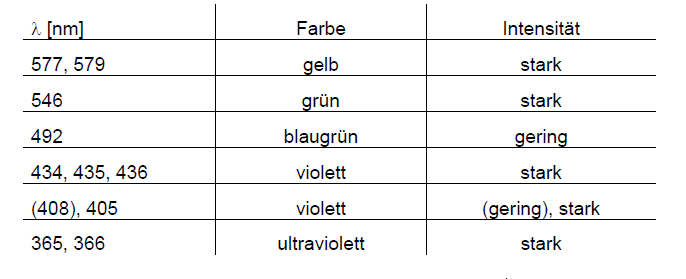 λ [nm] Farbe Intensität
577, 579 gelb stark
546 grün stark
492 blaugrün gering
434, 435, 436 violett stark
(408), 405 violett (gering), stark
365, 366 ultraviolett stark